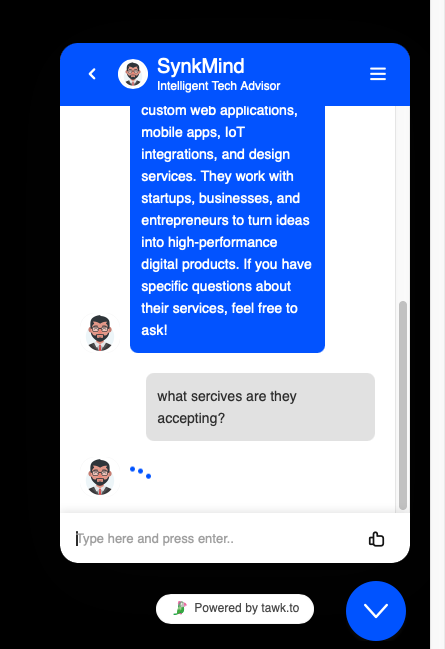 SynkMind
Intelligent Tech Advisor
custom web applications,
mobile apps, IoT
integrations, and design
services. They work with
startups, businesses, and
entrepreneurs to turn ideas
into high-performance
digital products. If you have
specific questions about
their services, feel free to
ask!
what sercives are they
accepting?
Type here and press enter..
Powered by tawk.to